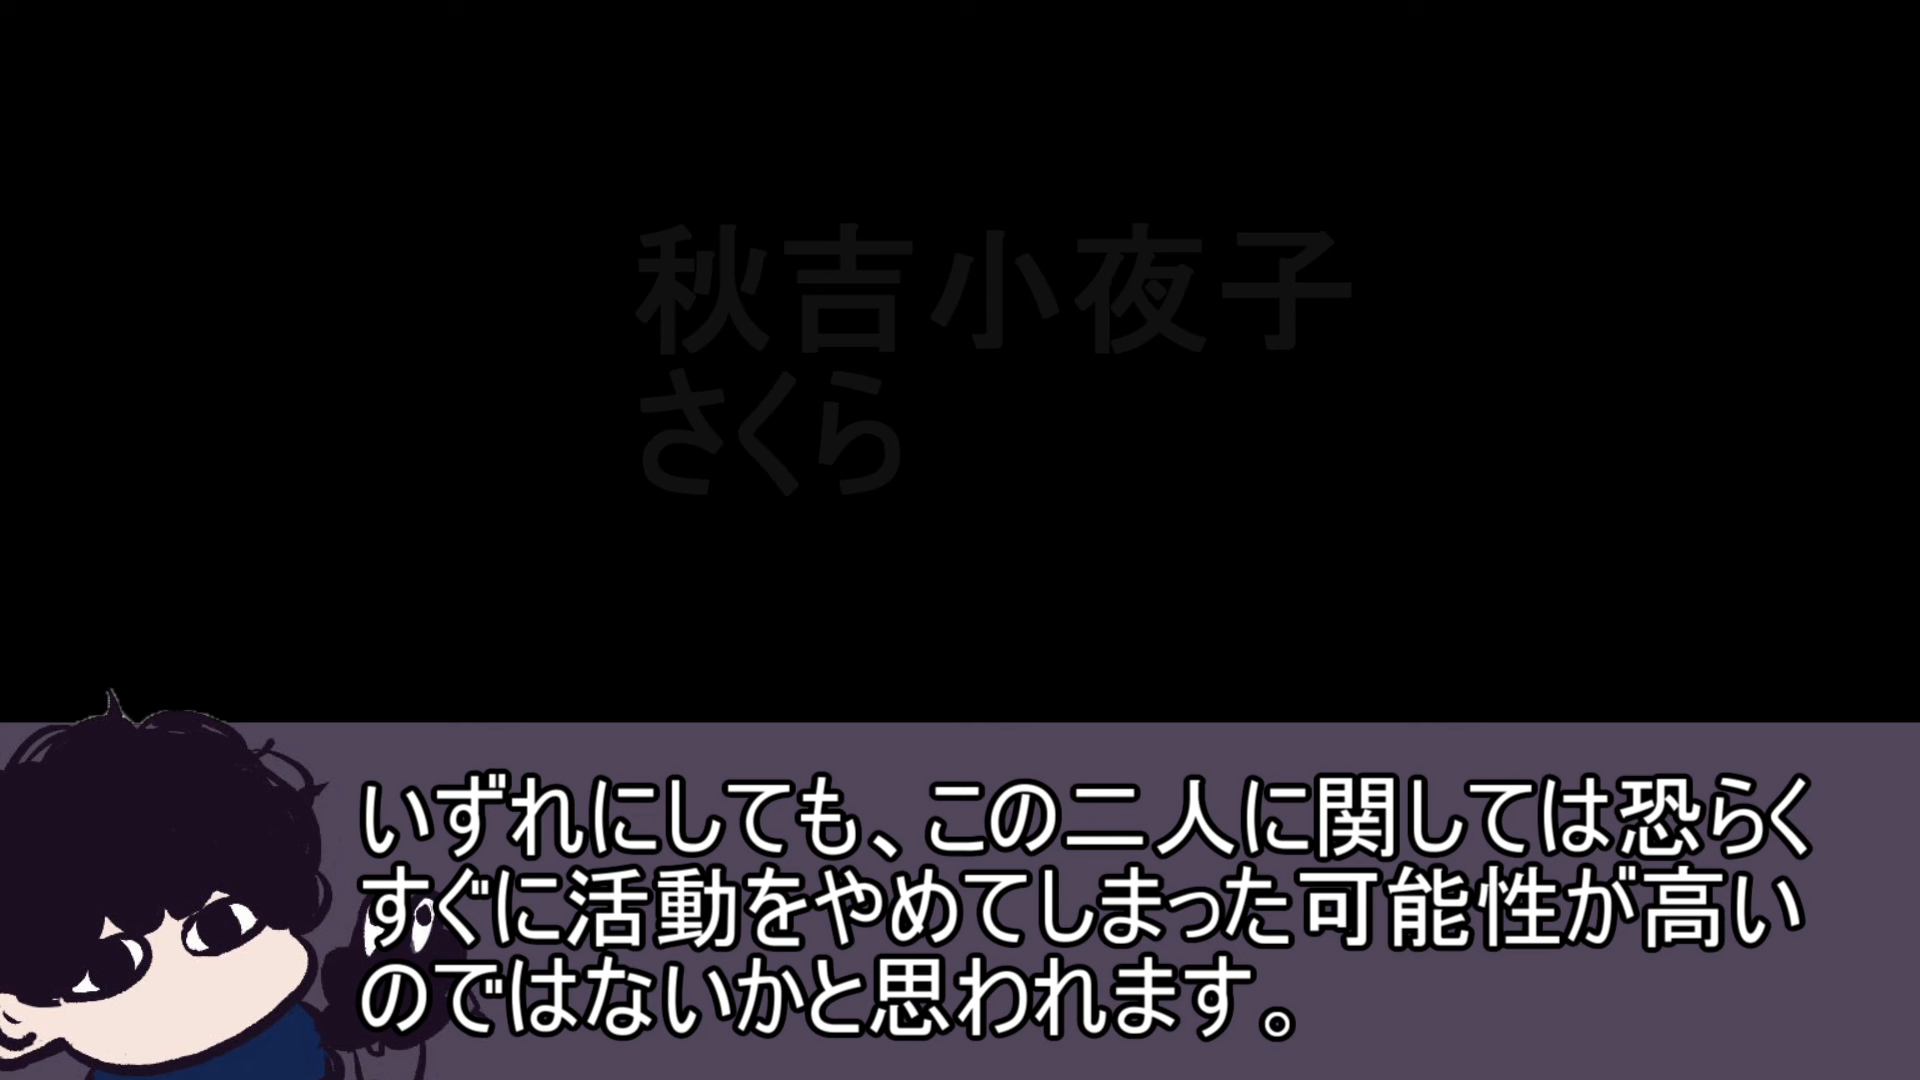 秋吉小夜子
さくら
いずれにしても、この二人に関しては恐らく
すぐに活動をやめてしまった可能性が高い
のではないかと思われます。